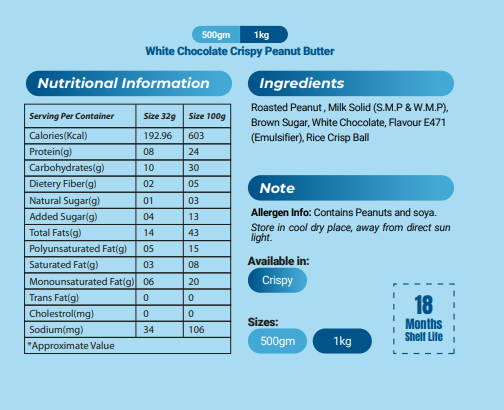 500gm 1kg
White Chocolate Crispy Peanut Butter
Nutritional Information
Serving Per Container Size 32g Size 100g
Calories(Kcal) 192.96 603
Protein(g) 08 24
Carbohydrates(g) 10 30
Dietery Fiber(g) 02 05
Natural Sugar(g) 01 03
Added Sugar(g) 04 13
Total Fats(g) 14 43
Polyunsaturated Fat(g) 05 15
Saturated Fat(g) 03 08
Monounsaturated Fat(g) 06 20
Trans Fat(g) 0 0
Cholestrol(mg) 0 0
Sodium(mg) 34 106
*Approximate Value
Ingredients
Roasted Peanut , Milk Solid (S.M.P & W.M.P),
Brown Sugar, White Chocolate, Flavour E471
(Emulsifier), Rice Crisp Ball
Note
Allergen Info: Contains Peanuts and soya.
Store in cool dry place, away from direct sun
light.
Available in:
Crispy
Sizes:
500gm 1kg
18
Months
Shelf Life